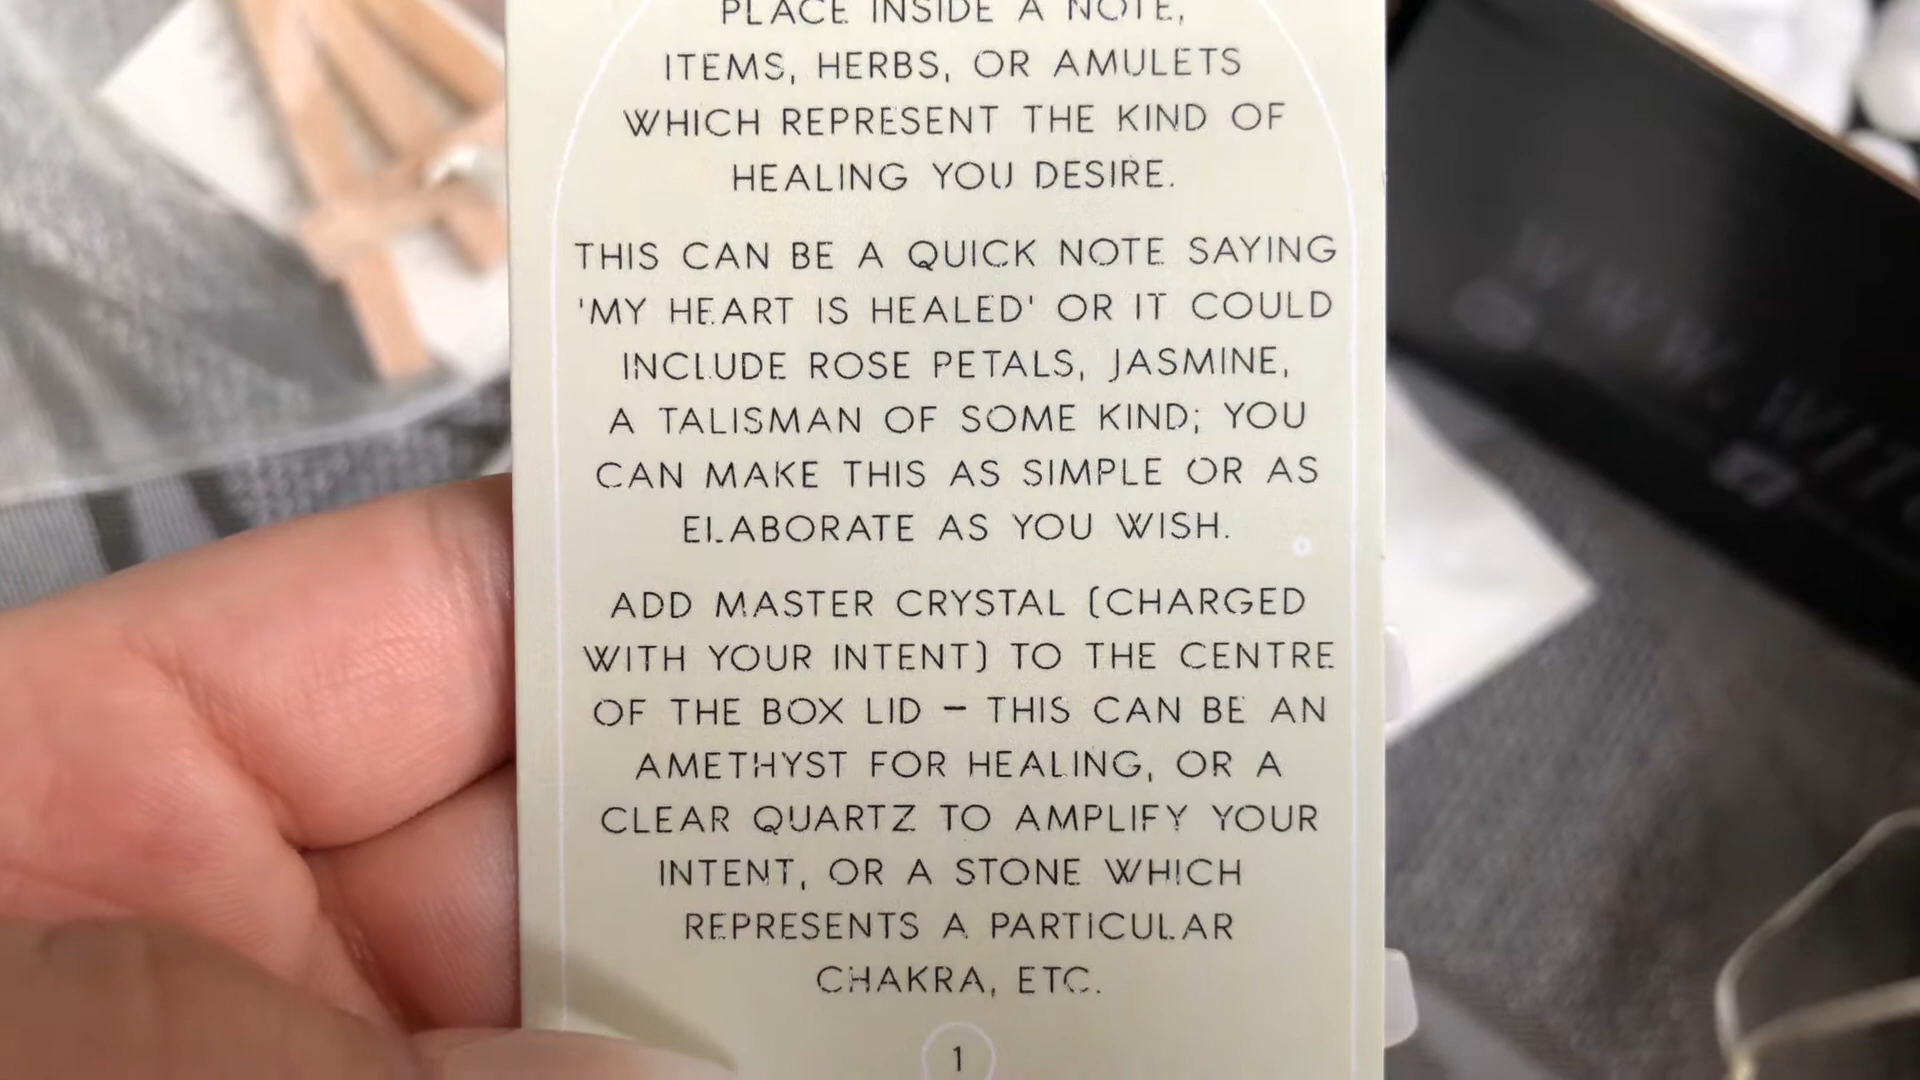 PLACE INSIDE A NOTE,
ITEMS, HERBS, OR AMULETS
WHICH REPRESENT THE KIND OF
HEALING YOU DESIRE.
THIS CAN BE A QUICK NOTE SAYING
'MY HEART IS HEALED' OR IT COULD
INCLUDE ROSE PETALS, JASMINE,
A TALISMAN OF SOME KIND; YOU
CAN MAKE THIS AS SIMPLE OR AS
ELABORATE AS YOU WISH.
ADD MASTER CRYSTAL (CHARGED
WITH YOUR INTENT) TO THE CENTRE
OF THE BOX LID – THIS CAN BE AN
AMETHYST FOR HEALING, OR A
CLEAR QUARTZ TO AMPLIFY YOUR
INTENT, OR A STONE WHICH
REPRESENTS A PARTICULAR
CHAKRA, ETC.
1